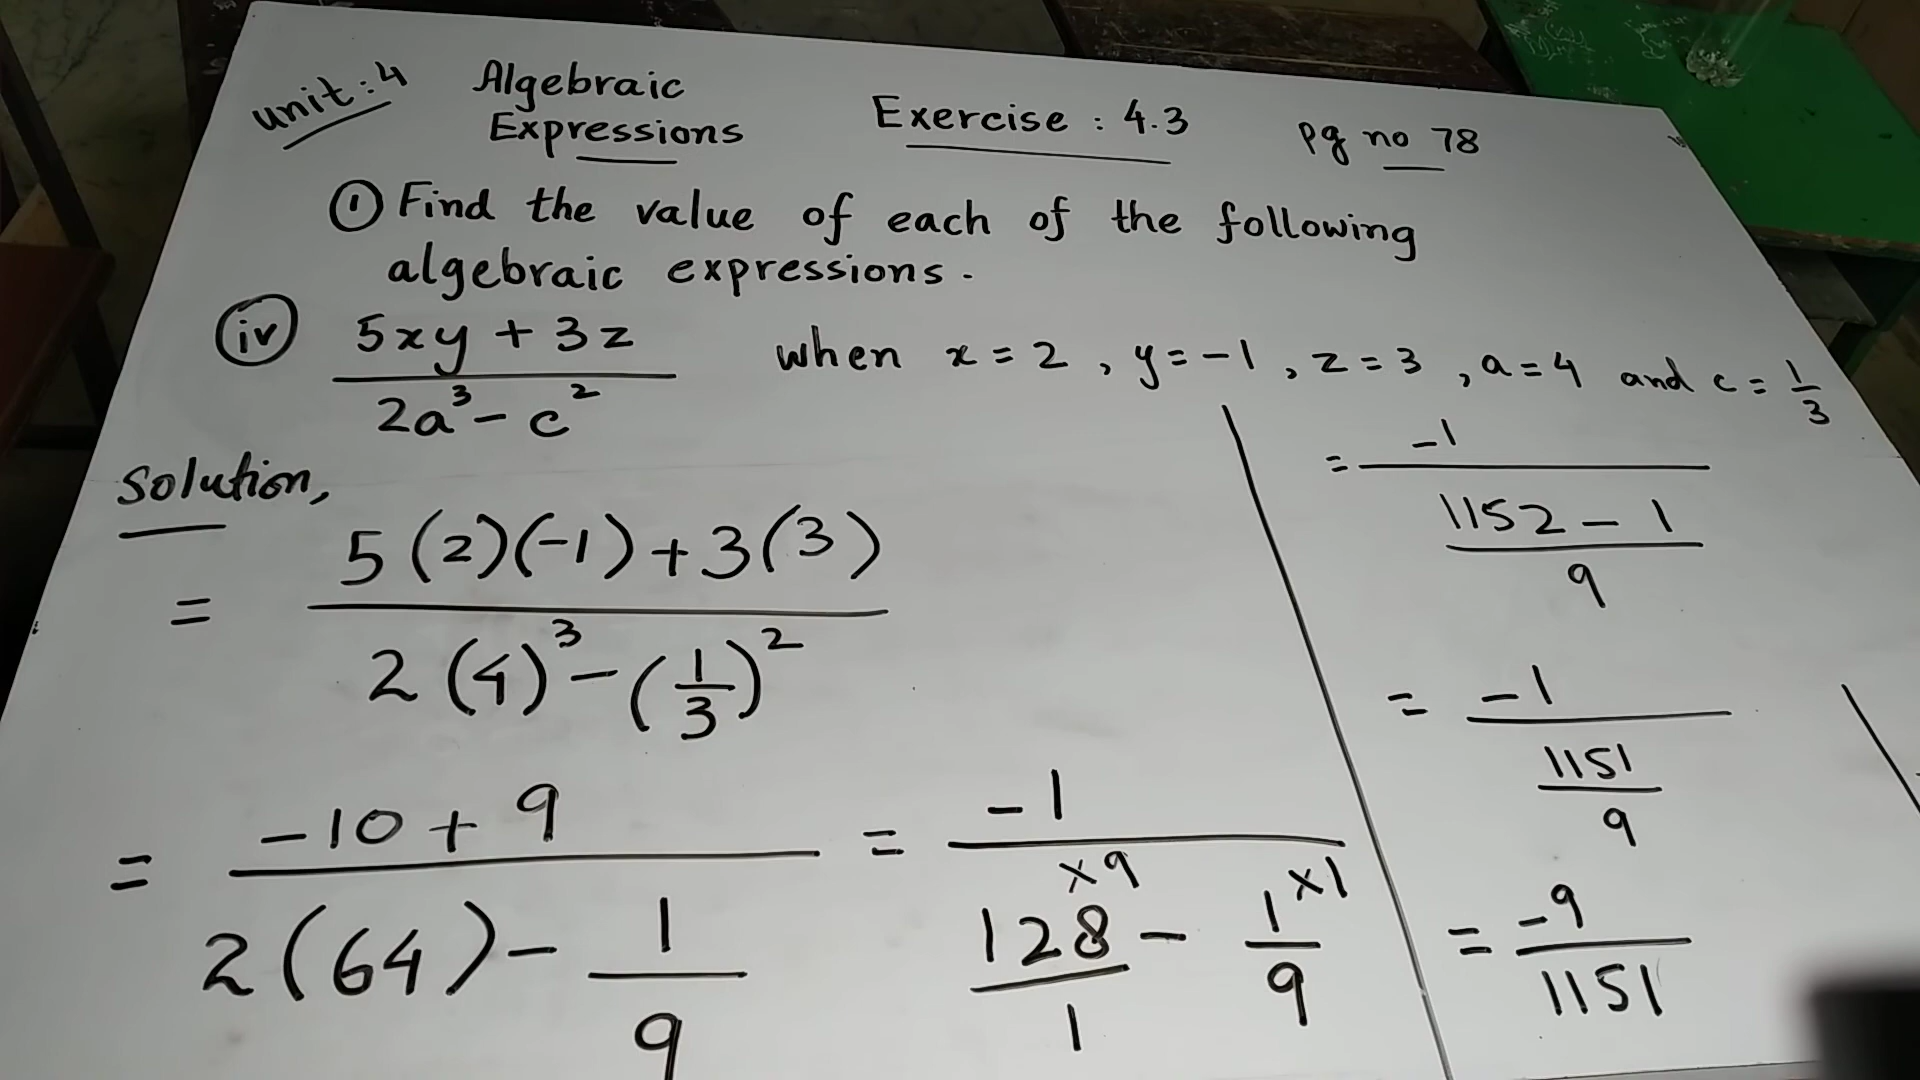 unit:4 Algebraic Expressions Exercise : 4.3 pg no 78
① Find the value of each of the following
algebraic expressions.
(iv) (5xy + 3z)/(2a³ - c²) when x = 2, y = -1, z = 3, a = 4 and c = 1/3
Solution,
= (5(2)(-1) + 3(3))/(2(4)³ - (1/3)²)
= (-10 + 9)/(2(64) - 1/9) = -1/(128/1 ×9 - 1/9 ×1)
= -1/((1152 - 1)/9)
= -1/(1151/9)
= -9/1151